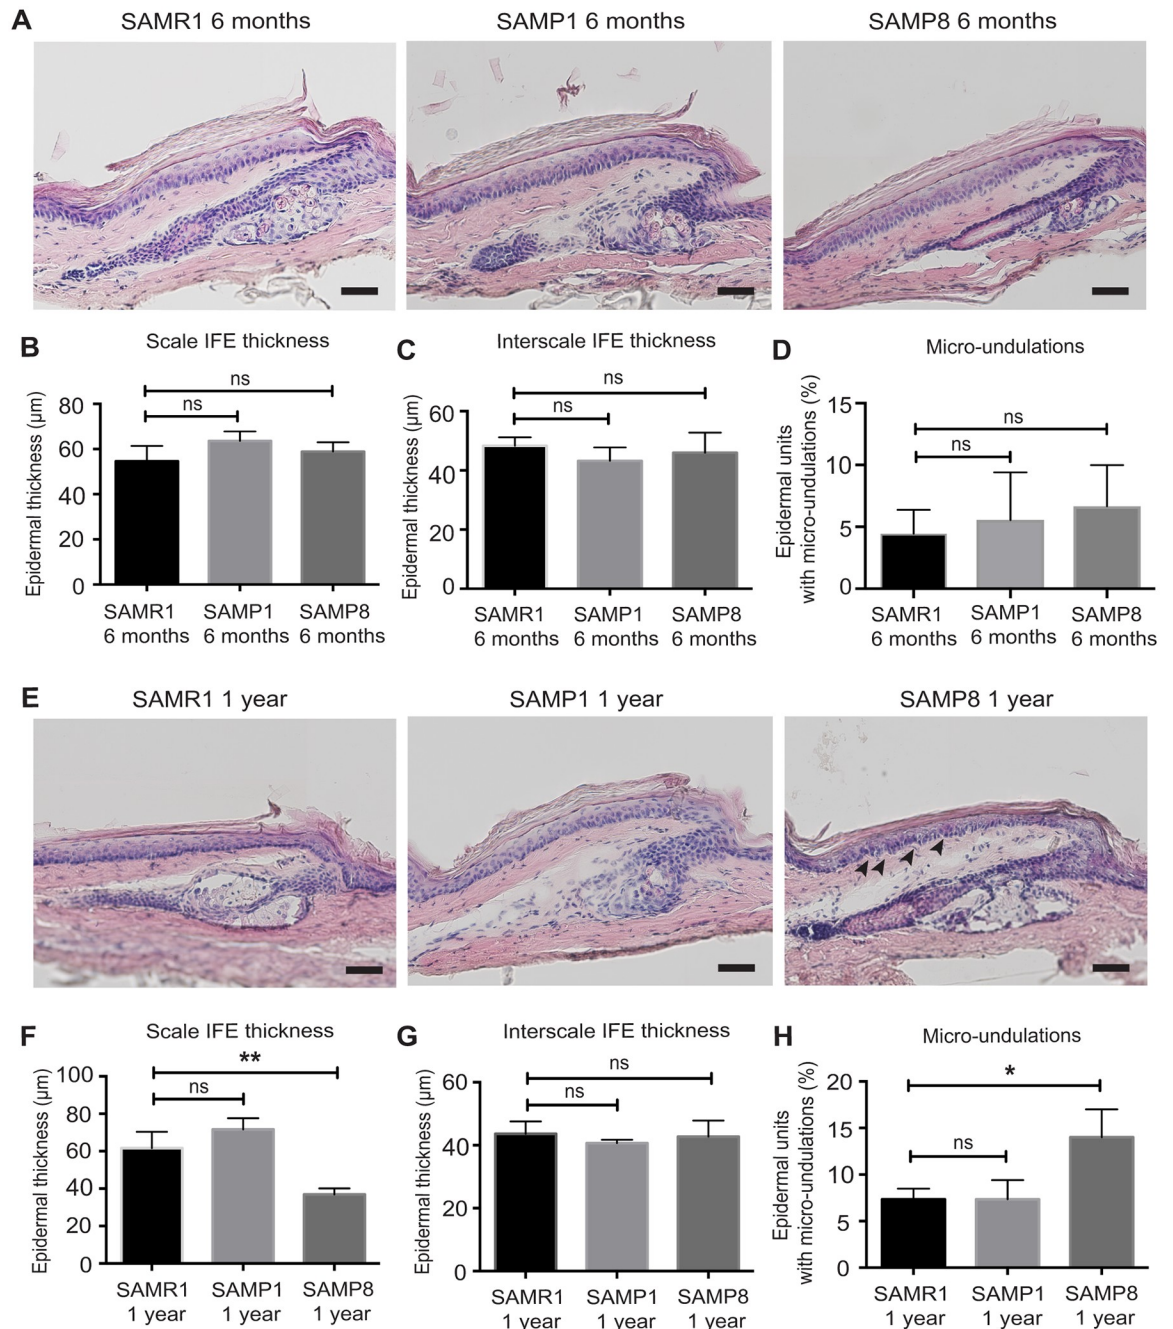 A
SAMR1 6 months
SAMP1 6 months
SAMP8 6 months
B
Scale IFE thickness
Epidermal thickness (μm)
80
60
40
20
0
ns
ns
SAMR1
6 months
SAMP1
6 months
SAMP8
6 months
C
Interscale IFE thickness
Epidermal thickness (μm)
60
40
20
0
ns
ns
SAMR1
6 months
SAMP1
6 months
SAMP8
6 months
D
Micro-undulations
Epidermal units
with micro-undulations (%)
15
10
5
0
ns
ns
SAMR1
6 months
SAMP1
6 months
SAMP8
6 months
E
SAMR1 1 year
SAMP1 1 year
SAMP8 1 year
F
Scale IFE thickness
Epidermal thickness (μm)
100
80
60
40
20
0
**
ns
SAMR1
1 year
SAMP1
1 year
SAMP8
1 year
G
Interscale IFE thickness
Epidermal thickness (μm)
60
40
20
0
ns
ns
SAMR1
1 year
SAMP1
1 year
SAMP8
1 year
H
Micro-undulations
Epidermal units
with micro-undulations (%)
20
15
10
5
0
*
ns
SAMR1
1 year
SAMP1
1 year
SAMP8
1 year